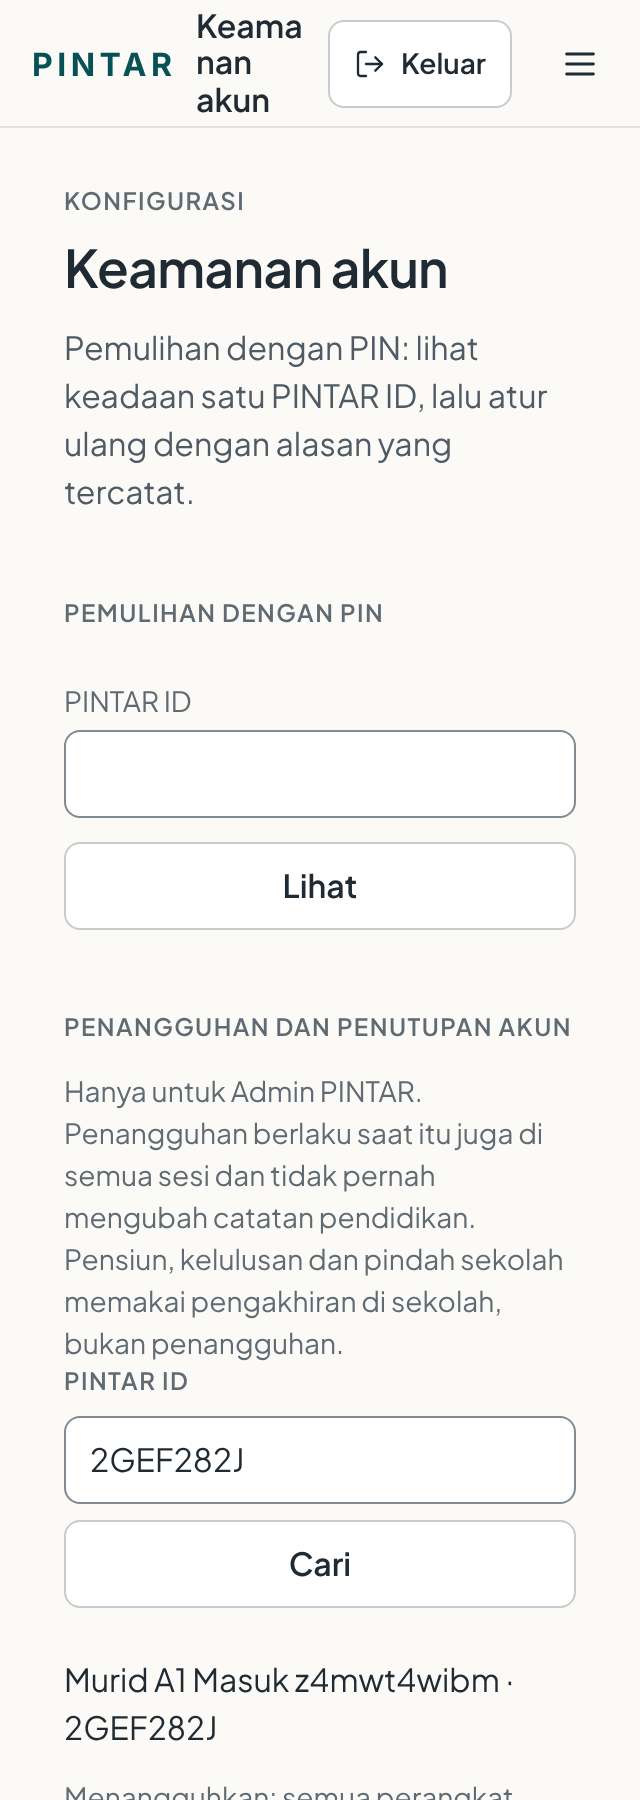 PINTAR
Keama
nan
akun
Keluar
KONFIGURASI
Keamanan akun
Pemulihan dengan PIN: lihat
keadaan satu PINTAR ID, lalu atur
ulang dengan alasan yang
tercatat.
PEMULIHAN DENGAN PIN
PINTAR ID
Lihat
PENANGGUHAN DAN PENUTUPAN AKUN
Hanya untuk Admin PINTAR.
Penangguhan berlaku saat itu juga di
semua sesi dan tidak pernah
mengubah catatan pendidikan.
Pensiun, kelulusan dan pindah sekolah
memakai pengakhiran di sekolah,
bukan penangguhan.
PINTAR ID
2GEF282J
Cari
Murid A1 Masuk z4mwt4wibm ·
2GEF282J
Menangguhkan: semua perangkat